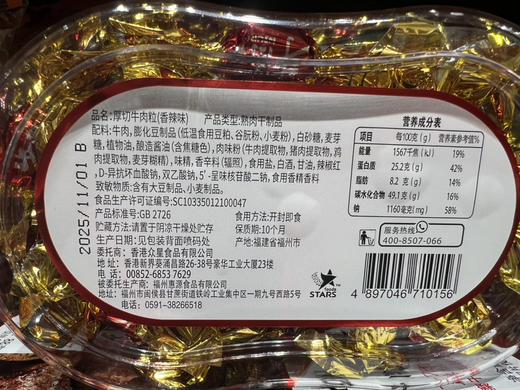 品名:厚切牛肉粒(香辣味) 产品类型:熟肉干制品
配料:牛肉,膨化豆制品(低温食用豆粕、谷朊粉、小麦粉),白砂糖,麦芽
糖,植物油,酿造酱油(含焦糖色),肉味粉(牛肉提取物,猪肉提取物,鸡
肉提取物,麦芽糊精),味精,香辛料(辐照),食用盐,白酒,甘油,辣椒红
,D-异抗坏血酸钠,双乙酸钠,5'-呈味核苷酸二钠,食用香精香料
致敏物质:含有大豆制品、小麦制品。
食品生产许可证编号:SC10335012100047
产品标准号:GB 2726 食用方法:开封即食
贮藏方法:请置于阴凉干燥处贮存 保质期:10个月
生产日期:见包装背面喷码处 产地:福建省福州市
委托商:香港众星食品有限公司
地址:香港新界葵涌昌路26-38号豪华工业大厦23楼
电话:00852-6853 7629
被委托生产商:福州惠源食品有限公司
地址:福州市闽侯县甘蔗街道铁岭工业集中区一期九号西路5号
电话:0591-38266518
2025/11/01 B
营养成分表
项目 每100克(g) 营养素参考值%
能量 1567千焦(kJ) 19%
蛋白质 25.2克(g) 42%
脂肪 8.2克(g) 14%
碳水化合物 49.1克(g) 16%
钠 1160毫克(mg) 58%
服务热线
400-8507-066
STARS
4 897046 710156